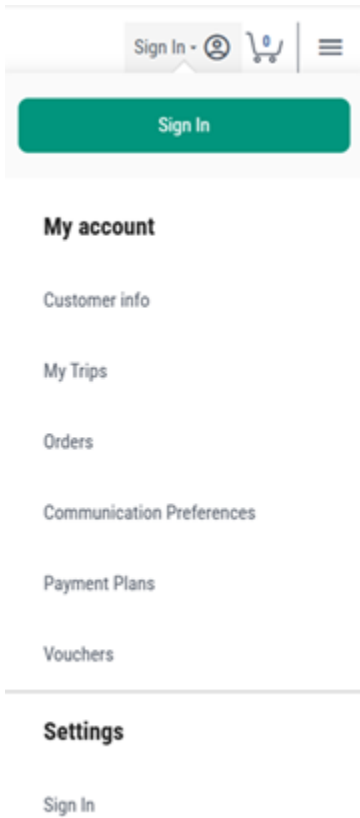 Sign In -
0
Sign In
My account
Customer info
My Trips
Orders
Communication Preferences
Payment Plans
Vouchers
Settings
Sign In